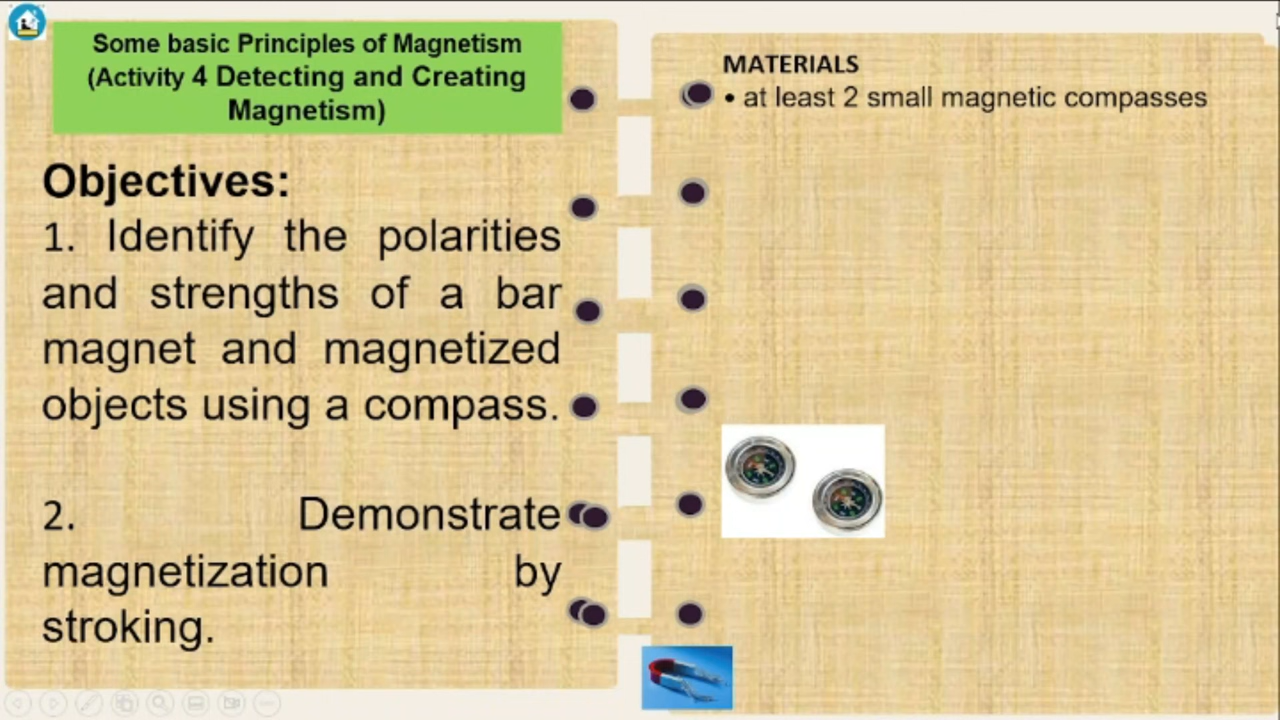 Some basic Principles of Magnetism
(Activity 4 Detecting and Creating
Magnetism)
Objectives:
1. Identify the polarities
and strengths of a bar
magnet and magnetized
objects using a compass.
2. Demonstrate
magnetization by
stroking.
MATERIALS
• at least 2 small magnetic compasses